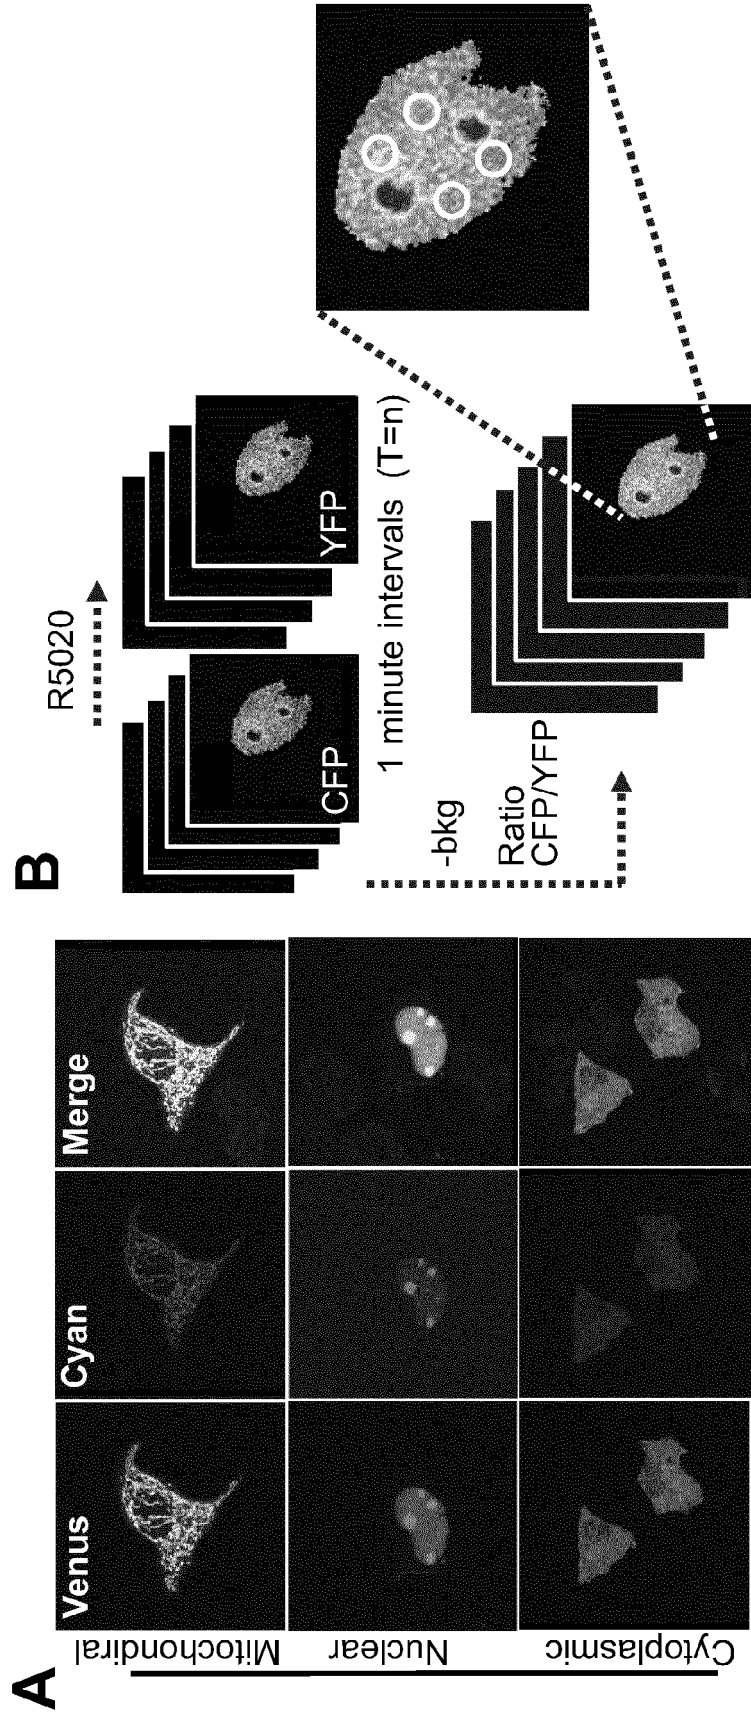 A
Venus
Cyan
Merge
Mitochondiral
Nuclear
Cytoplasmic
B
R5020
CFP
YFP
1 minute intervals (T=n)
-bkg
Ratio
CFP/YFP